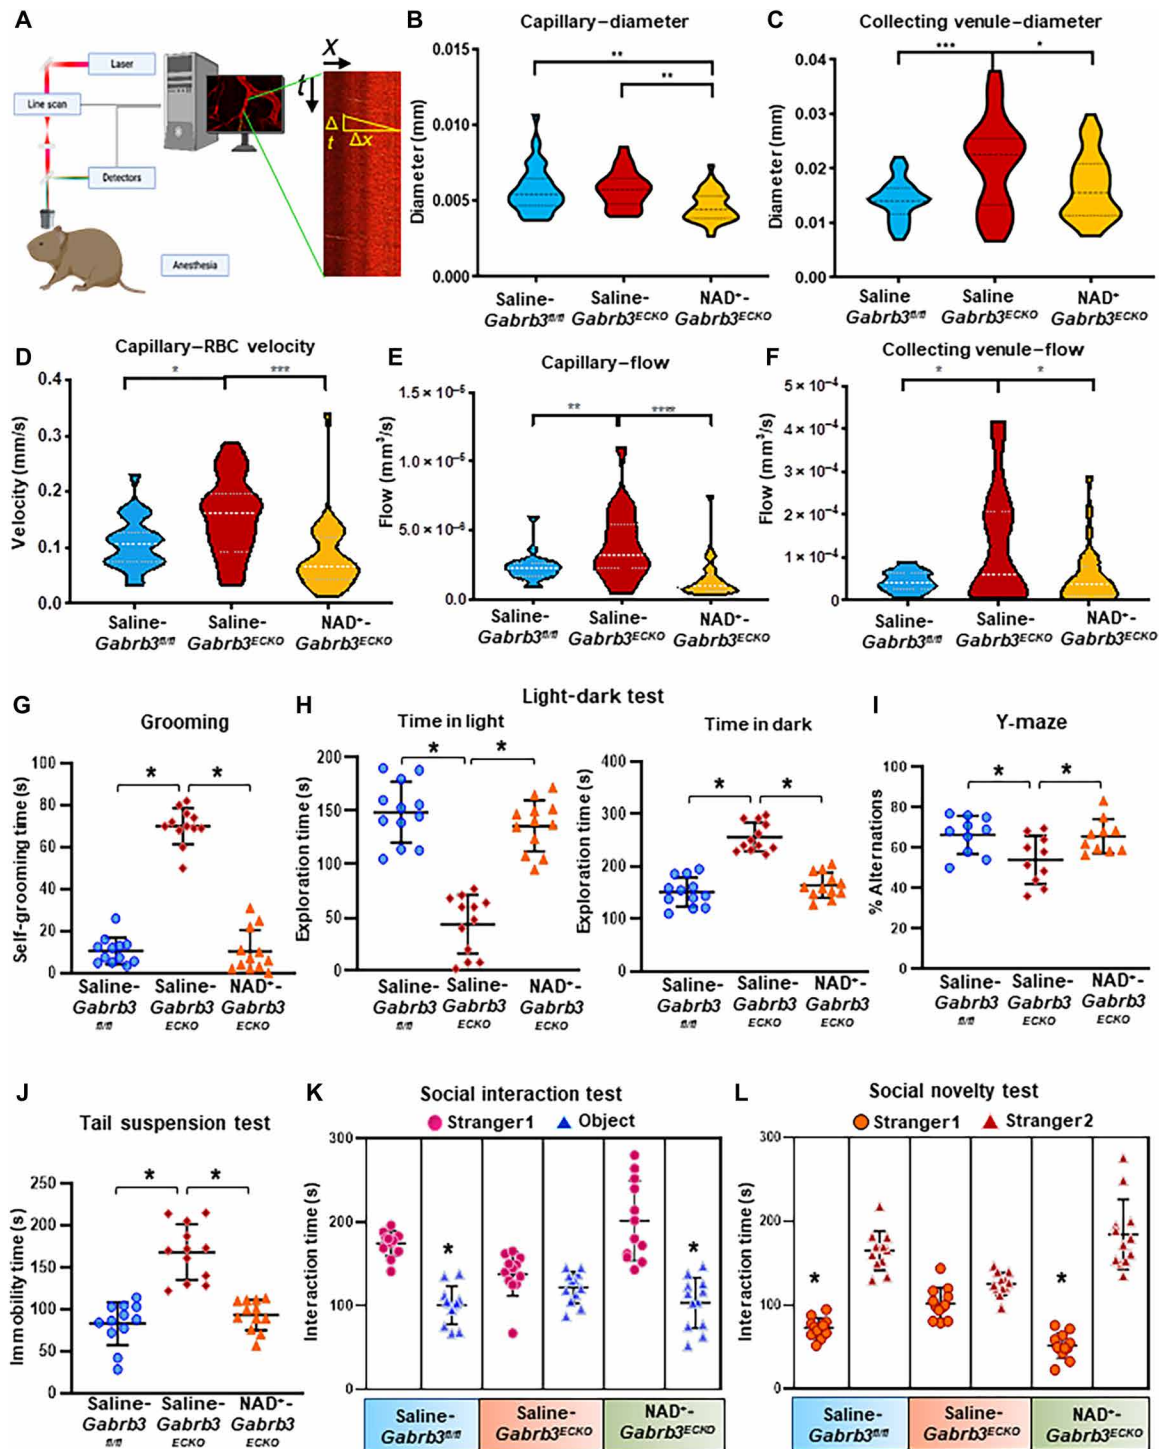 A
Laser
Line scan
Detectors
Anesthesia
X
t
Δ
t
Δx
B
Capillary–diameter
Diameter (mm)
0.015
0.010
0.005
0.000
**
**
Saline- Saline- NAD⁺-
Gabrb3fl/fl Gabrb3ECKO Gabrb3ECKO
C
Collecting venule–diameter
Diameter (mm)
0.04
0.03
0.02
0.01
0.00
*** *
Saline Saline NAD⁺
Gabrb3fl/fl Gabrb3ECKO Gabrb3ECKO
D
Capillary–RBC velocity
Velocity (mm/s)
0.4
0.3
0.2
0.1
0.0
* ***
Saline- Saline- NAD⁺-
Gabrb3fl/fl Gabrb3ECKO Gabrb3ECKO
E
Capillary–flow
Flow (mm³/s)
1.0 × 10⁻⁵
0.0
** ****
Saline- Saline- NAD⁺-
Gabrb3fl/fl Gabrb3ECKO Gabrb3ECKO
F
Collecting venule–flow
Flow (mm³/s)
5 × 10⁻⁴
4 × 10⁻⁴
3 × 10⁻⁴
2 × 10⁻⁴
1 × 10⁻⁴
0
* *
Saline- Saline- NAD⁺-
Gabrb3fl/fl Gabrb3ECKO Gabrb3ECKO
G
Grooming
Self-grooming time (s)
100
80
60
40
20
0
* *
Saline- Saline- NAD⁺-
Gabrb3 Gabrb3 Gabrb3
fl/fl ECKO ECKO
H
Light-dark test
Time in light
Exploration time (s)
200
150
100
50
0
* *
Saline- Saline- NAD⁺-
Gabrb3 Gabrb3 Gabrb3
fl/fl ECKO ECKO
Time in dark
Exploration time (s)
400
300
200
100
0
* *
Saline- Saline- NAD⁺-
Gabrb3 Gabrb3 Gabrb3
fl/fl ECKO ECKO
I
Y-maze
% Alternations
100
80
60
40
20
0
* *
Saline- Saline- NAD⁺-
Gabrb3 Gabrb3 Gabrb3
fl/fl ECKO ECKO
J
Tail suspension test
Immobility time (s)
250
200
150
100
50
0
* *
Saline- Saline- NAD⁺-
Gabrb3 Gabrb3 Gabrb3
fl/fl ECKO ECKO
K
Social interaction test
Stranger1 Object
Interaction time (s)
300
200
100
0
* *
Saline- Saline- NAD⁺-
Gabrb3fl/fl Gabrb3ECKO Gabrb3ECKO
L
Social novelty test
Stranger1 Stranger2
Interaction time (s)
300
200
100
0
* *
Saline- Saline- NAD⁺-
Gabrb3fl/fl Gabrb3ECKO Gabrb3ECKO